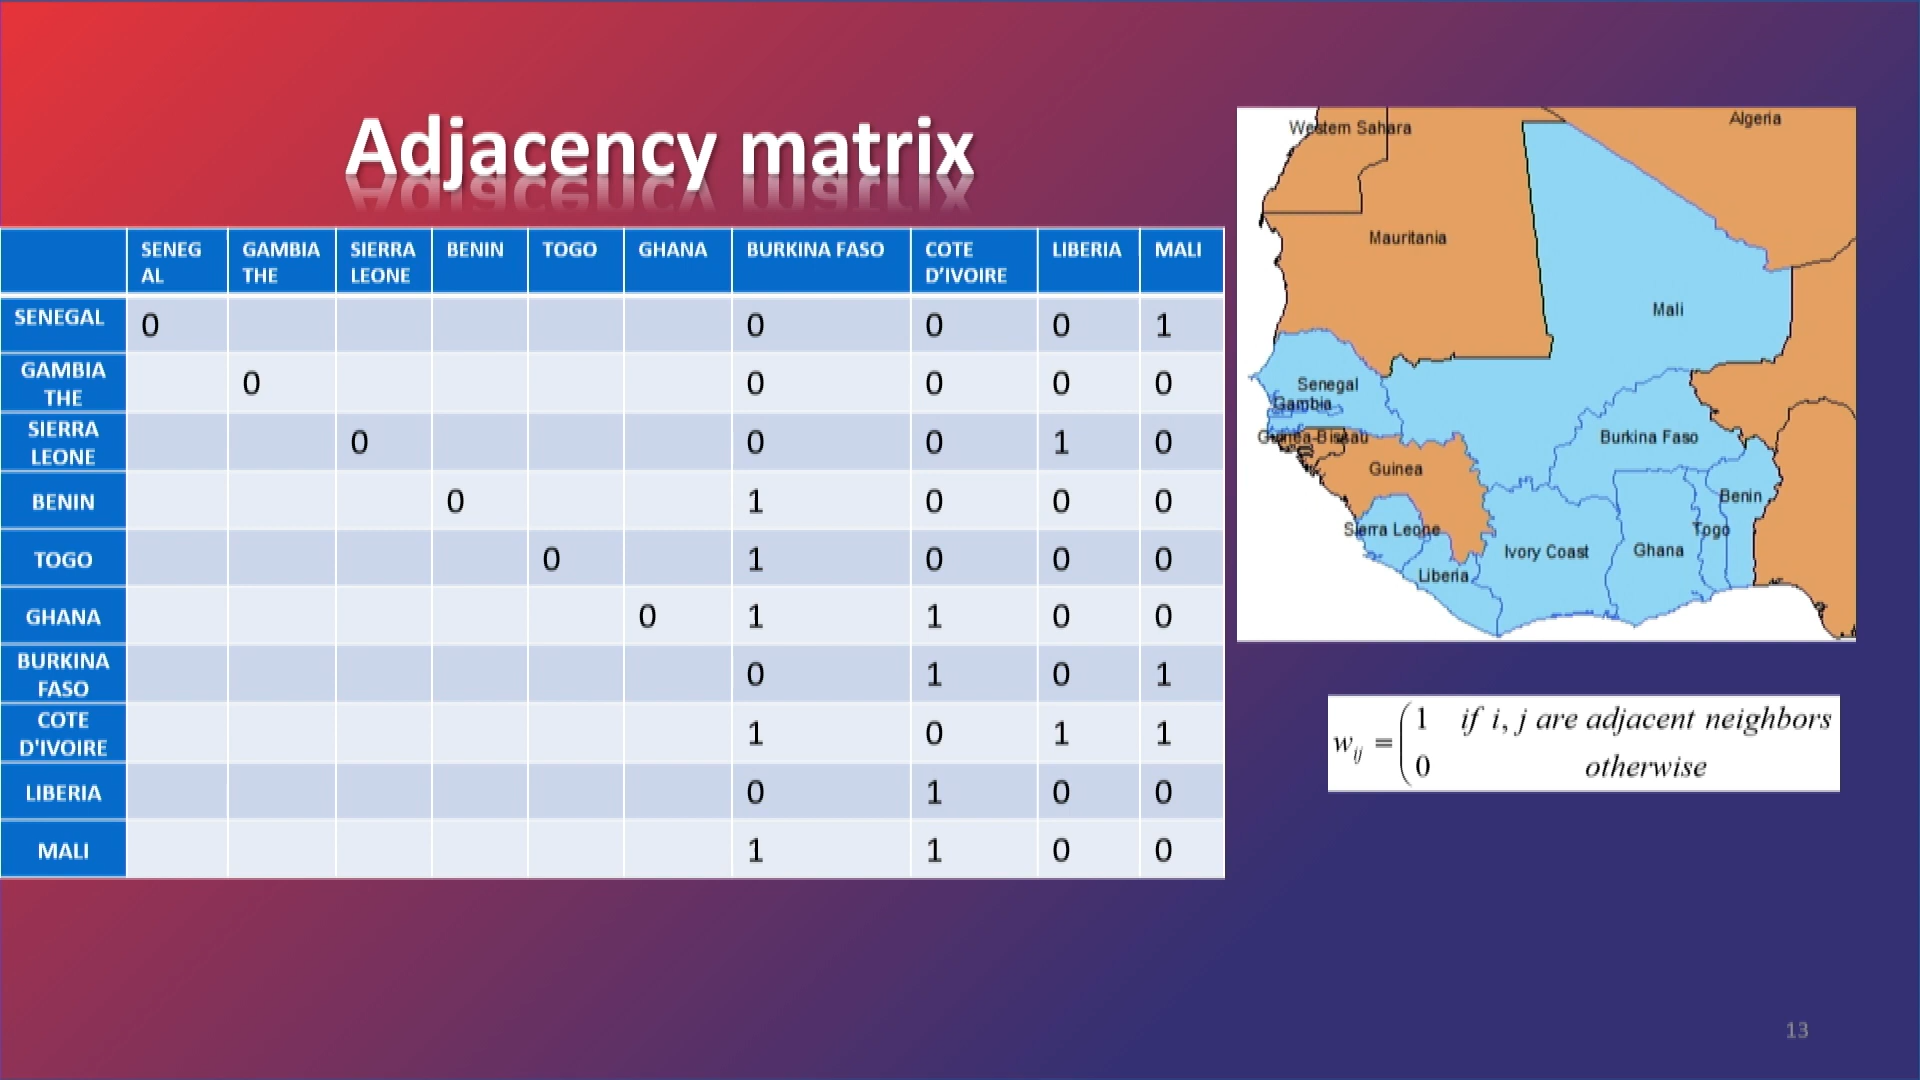 Adjacency matrix
SENEG
AL
GAMBIA
THE
SIERRA
LEONE
BENIN
TOGO
GHANA
BURKINA FASO
COTE
D’IVOIRE
LIBERIA
MALI
SENEGAL 0 0 0 0 1
GAMBIA
THE
0 0 0 0 0
SIERRA
LEONE
0 0 0 1 0
BENIN 0 1 0 0 0
TOGO 0 1 0 0 0
GHANA 0 1 1 0 0
BURKINA
FASO
0 1 0 1
COTE
D'IVOIRE
1 0 1 1
LIBERIA 0 1 0 0
MALI 1 1 0 0
Western Sahara
Algeria
Mauritania
Mali
Senegal
Gambia
Guinea-Bissau
Guinea
Burkina Faso
Benin
Sierra Leone
Togo
Ivory Coast
Ghana
Liberia
w_ij = ( 1 if i, j are adjacent neighbors
0 otherwise
13